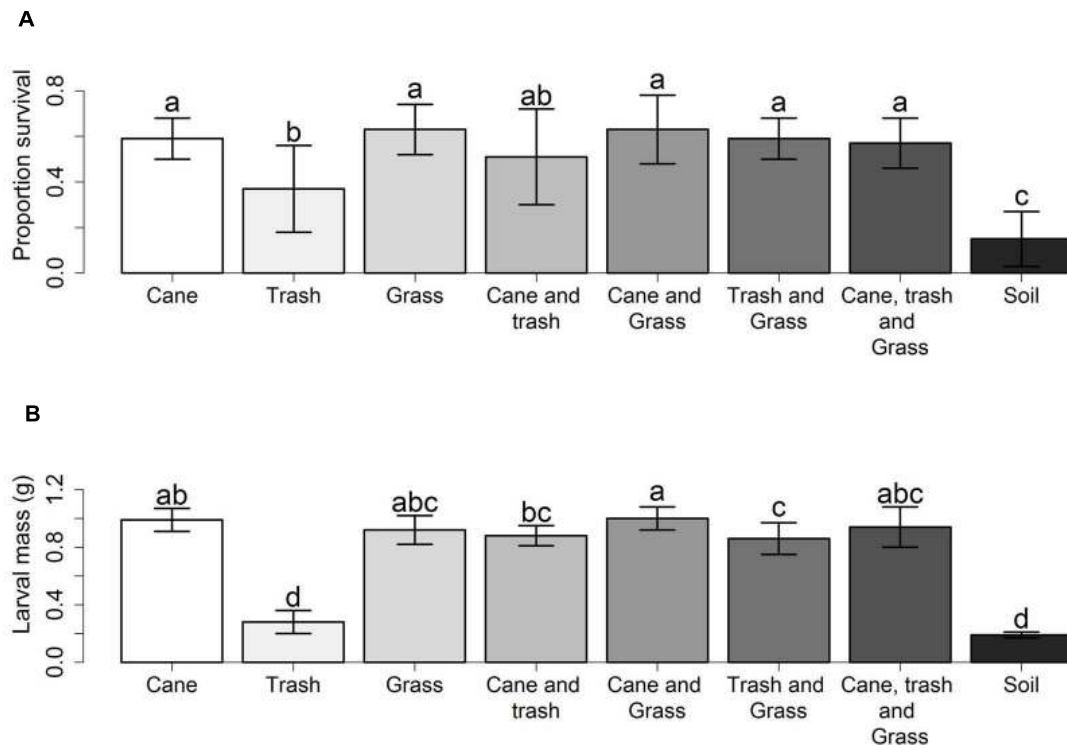 A
Proportion survival
0.8
0.4
0.0
a
b
a
ab
a
a
a
c
Cane
Trash
Grass
Cane and
trash
Cane and
Grass
Trash and
Grass
Cane, trash
and
Grass
Soil
B
Larval mass (g)
1.2
0.8
0.4
0.0
ab
d
abc
bc
a
c
abc
d
Cane
Trash
Grass
Cane and
trash
Cane and
Grass
Trash and
Grass
Cane, trash
and
Grass
Soil